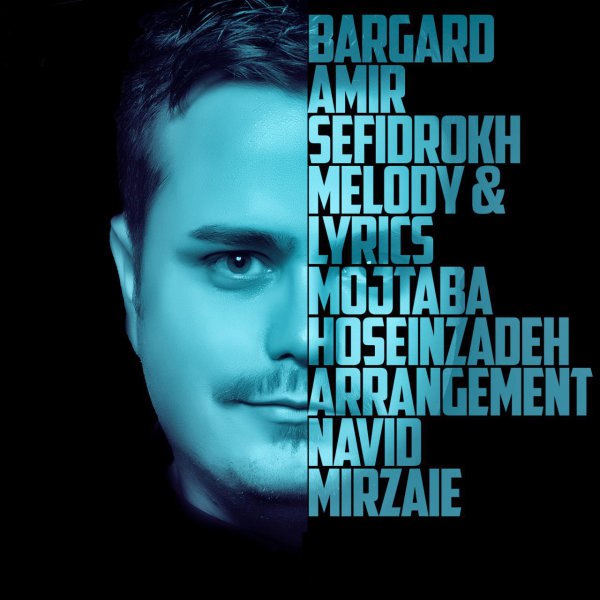 BARGARD
AMIR
SEFIDROKH
MELODY &
LYRICS
MOJTABA
HOSEINZADEH
ARRANGEMENT
NAVID
MIRZAIE